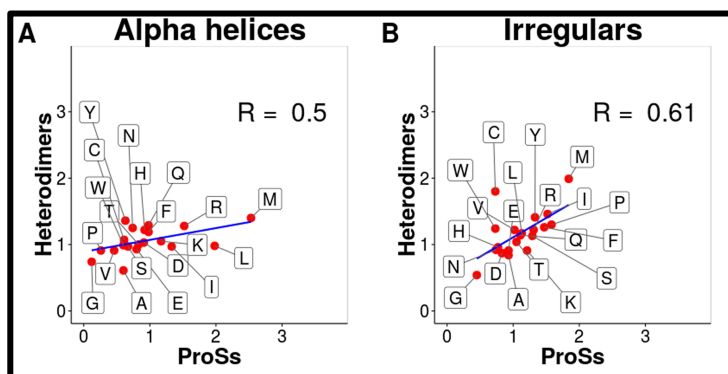 A
Alpha helices
B
Irregulars
Heterodimers
3
2
1
0
R = 0.5
Y
N
C
H
Q
W
T
F
R
M
P
K
L
V
S
D
I
G
A
E
0
1
2
3
ProSs
Heterodimers
3
2
1
0
R = 0.61
C
Y
M
W
L
R
I
P
V
E
H
Q
F
N
D
T
S
G
A
K
0
1
2
3
ProSs